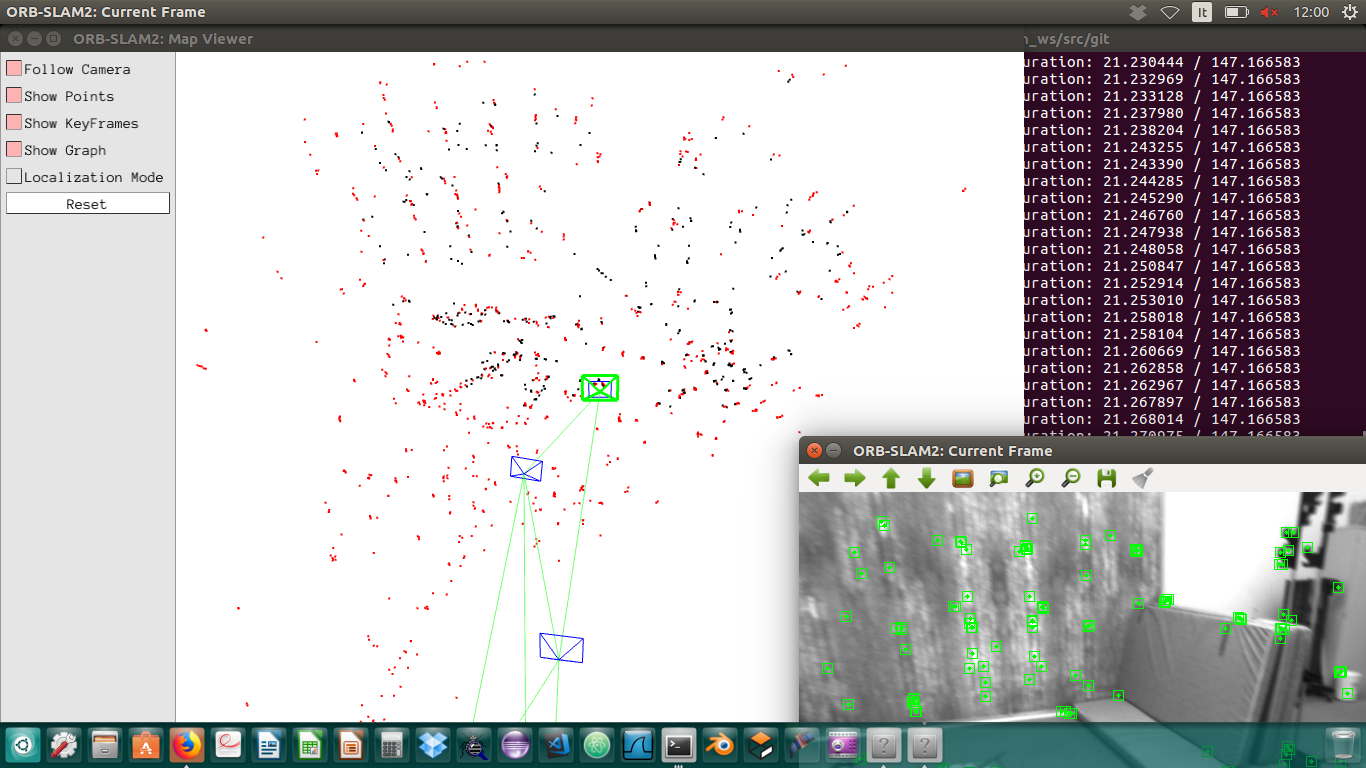 ORB-SLAM2: Current Frame
It
12:00
ORB-SLAM2: Map Viewer
n_ws/src/git
Follow Camera
Show Points
Show KeyFrames
Show Graph
Localization Mode
Reset
uration: 21.230444 / 147.166583
uration: 21.232969 / 147.166583
uration: 21.233128 / 147.166583
uration: 21.237980 / 147.166583
uration: 21.238204 / 147.166583
uration: 21.243255 / 147.166583
uration: 21.243390 / 147.166583
uration: 21.244285 / 147.166583
uration: 21.245290 / 147.166583
uration: 21.246760 / 147.166583
uration: 21.247938 / 147.166583
uration: 21.248058 / 147.166583
uration: 21.250847 / 147.166583
uration: 21.252914 / 147.166583
uration: 21.253010 / 147.166583
uration: 21.258018 / 147.166583
uration: 21.258104 / 147.166583
uration: 21.260669 / 147.166583
uration: 21.262858 / 147.166583
uration: 21.262967 / 147.166583
uration: 21.267897 / 147.166583
uration: 21.268014 / 147.166583
uration: 21.270975 / 147.166583
ORB-SLAM2: Current Frame